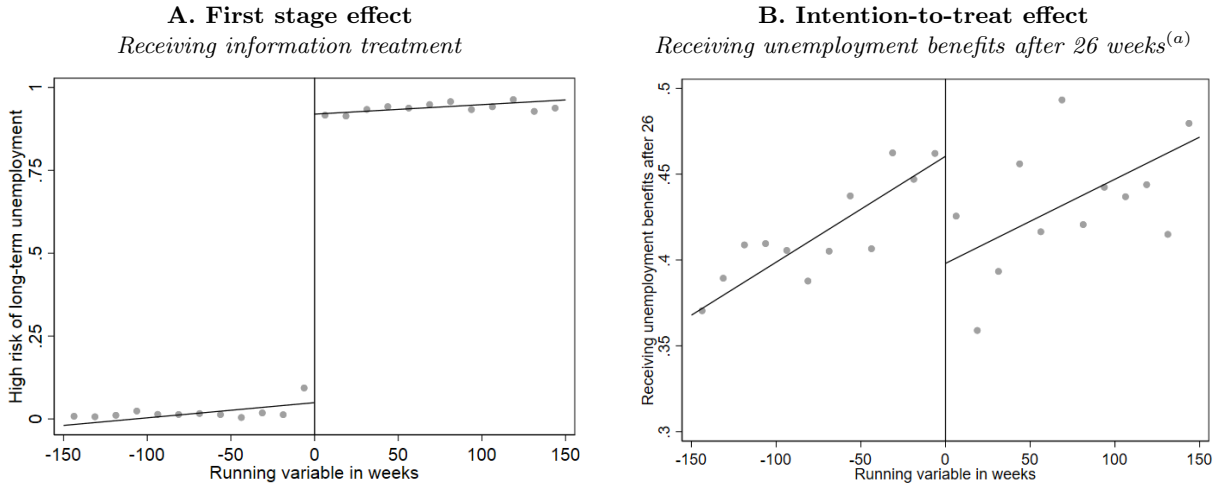 A. First stage effect
Receiving information treatment
High risk of long-term unemployment
1
.75
.5
.25
0
-150 -100 -50 0 50 100 150
Running variable in weeks
B. Intention-to-treat effect
Receiving unemployment benefits after 26 weeks(a)
Receiving unemployment benefits after 26
.5
.45
.4
.35
.3
-150 -100 -50 0 50 100 150
Running variable in weeks